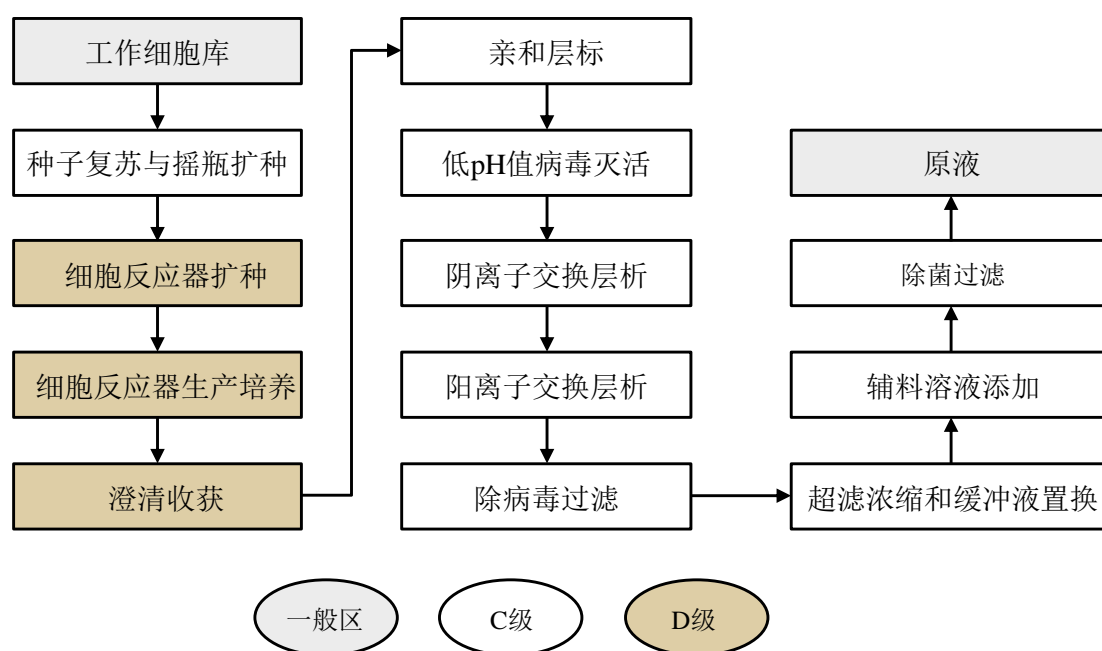 工作细胞库
种子复苏与摇瓶扩种
细胞反应器扩种
细胞反应器生产培养
澄清收获
亲和层标
低pH值病毒灭活
阴离子交换层析
阳离子交换层析
除病毒过滤
超滤浓缩和缓冲液置换
辅料溶液添加
除菌过滤
原液
一般区
C级
D级